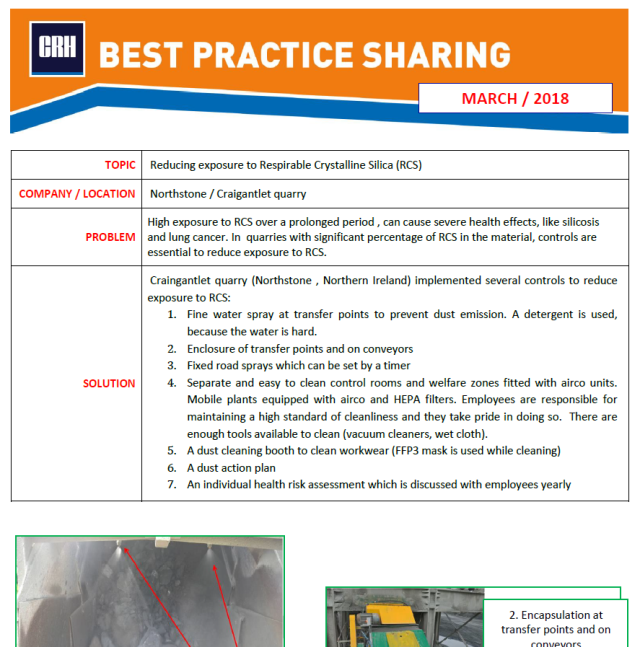 CRH
BEST PRACTICE SHARING
MARCH / 2018
TOPIC
Reducing exposure to Respirable Crystalline Silica (RCS)
COMPANY / LOCATION
Northstone / Craigantlet quarry
PROBLEM
High exposure to RCS over a prolonged period , can cause severe health effects, like silicosis
and lung cancer. In quarries with significant percentage of RCS in the material, controls are
essential to reduce exposure to RCS.
SOLUTION
Craingantlet quarry (Northstone , Northern Ireland) implemented several controls to reduce
exposure to RCS:
1. Fine water spray at transfer points to prevent dust emission. A detergent is used,
because the water is hard.
2. Enclosure of transfer points and on conveyors
3. Fixed road sprays which can be set by a timer
4. Separate and easy to clean control rooms and welfare zones fitted with airco units.
Mobile plants equipped with airco and HEPA filters. Employees are responsible for
maintaining a high standard of cleanliness and they take pride in doing so. There are
enough tools available to clean (vacuum cleaners, wet cloth).
5. A dust cleaning booth to clean workwear (FFP3 mask is used while cleaning)
6. A dust action plan
7. An individual health risk assessment which is discussed with employees yearly
2. Encapsulation at
transfer points and on
conveyors